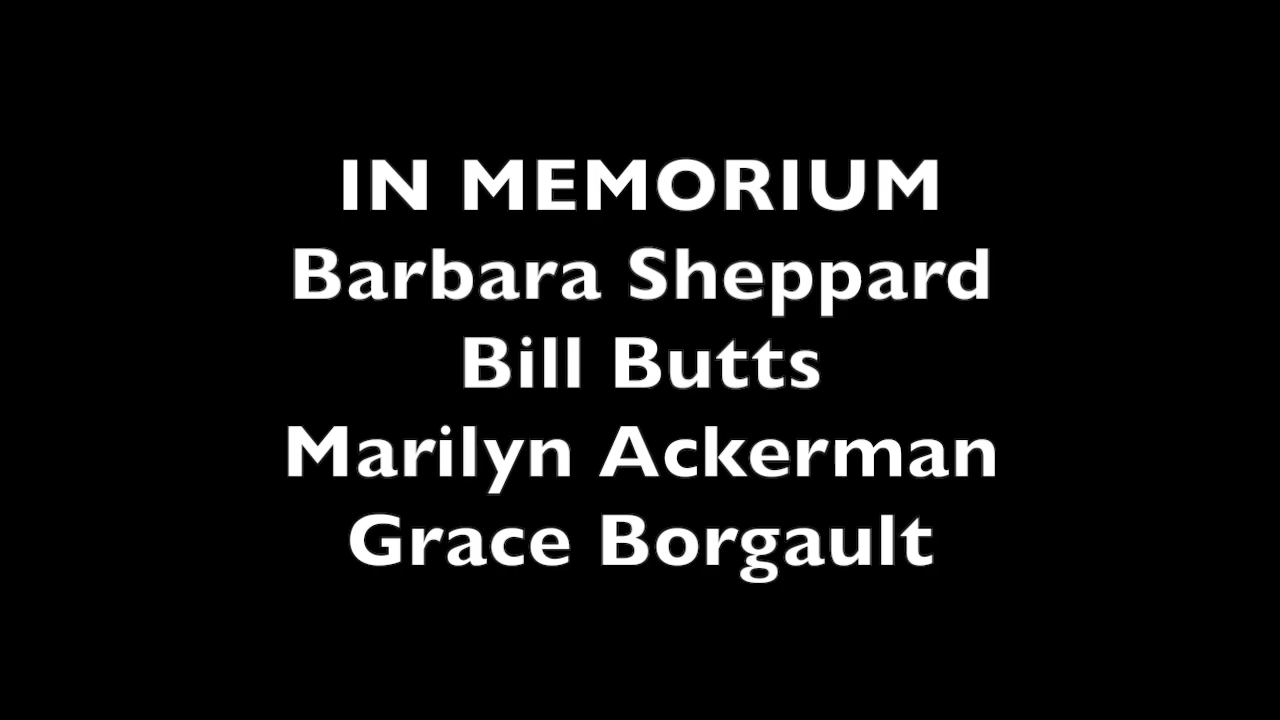 IN MEMORIUM
Barbara Sheppard
Bill Butts
Marilyn Ackerman
Grace Borgault